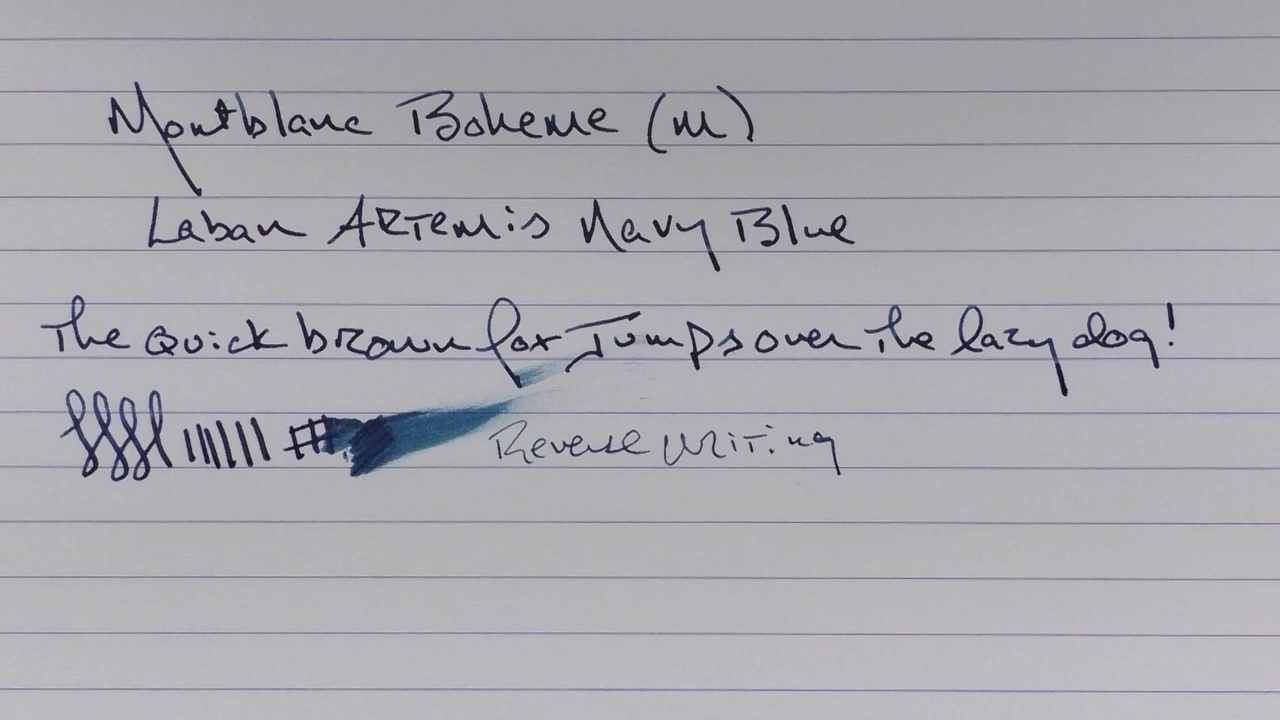 Montblanc Boheme (M)
Laban Artemis Navy Blue
The Quick brown fox Jumps over The lazy dog!
Reverse Writing